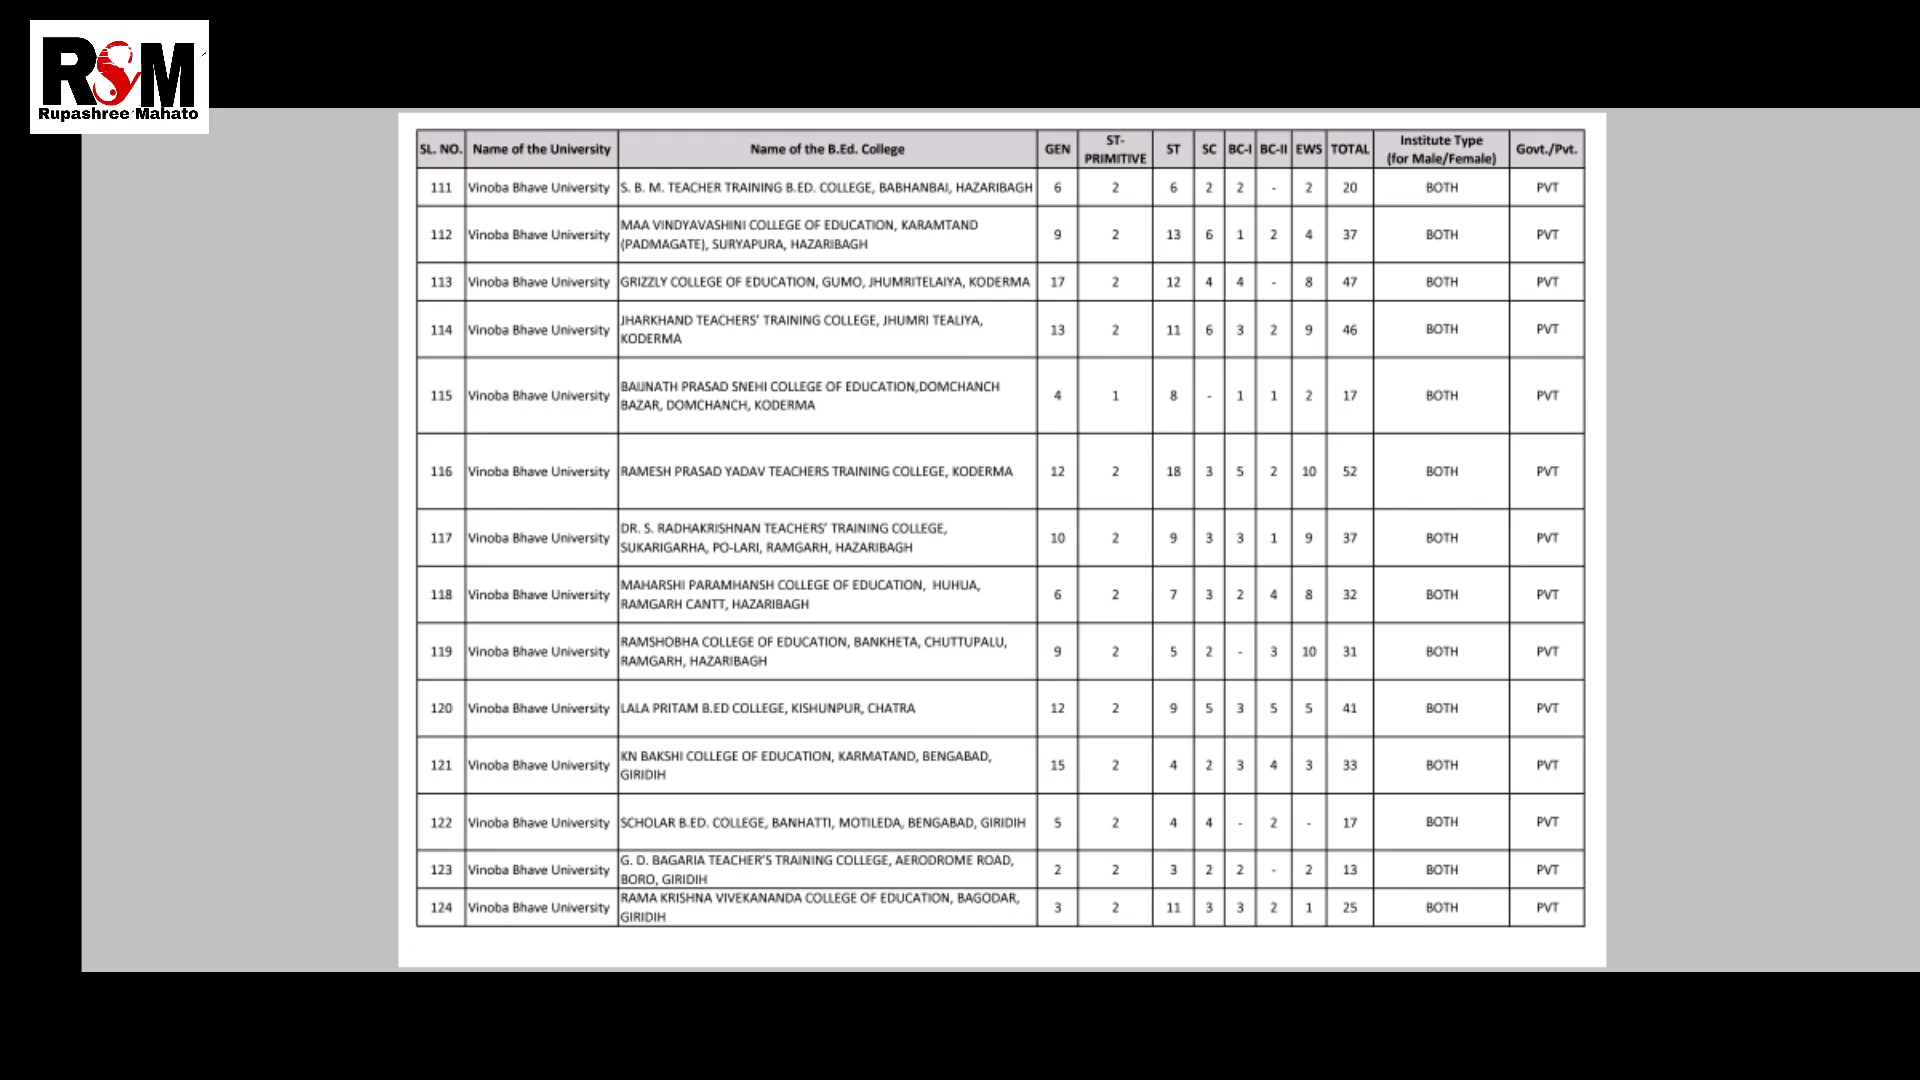 RSM
Rupashree Mahato
SL. NO. Name of the University Name of the B.Ed. College GEN ST-PRIMITIVE ST SC BC-I BC-II EWS TOTAL Institute Type (for Male/Female) Govt./Pvt.
111 Vinoba Bhave University S. B. M. TEACHER TRAINING B.ED. COLLEGE, BABHANBAI, HAZARIBAGH 6 2 6 2 2 - 2 20 BOTH PVT
112 Vinoba Bhave University MAA VINDYAVASHINI COLLEGE OF EDUCATION, KARAMTAND (PADMAGATE), SURYAPURA, HAZARIBAGH 9 2 13 6 1 2 4 37 BOTH PVT
113 Vinoba Bhave University GRIZZLY COLLEGE OF EDUCATION, GUMO, JHUMRITELAIYA, KODERMA 17 2 12 4 4 - 8 47 BOTH PVT
114 Vinoba Bhave University JHARKHAND TEACHERS' TRAINING COLLEGE, JHUMRI TEALIYA, KODERMA 13 2 11 6 3 2 9 46 BOTH PVT
115 Vinoba Bhave University BAIJNATH PRASAD SNEHI COLLEGE OF EDUCATION,DOMCHANCH BAZAR, DOMCHANCH, KODERMA 4 1 8 - 1 1 2 17 BOTH PVT
116 Vinoba Bhave University RAMESH PRASAD YADAV TEACHERS TRAINING COLLEGE, KODERMA 12 2 18 3 5 2 10 52 BOTH PVT
117 Vinoba Bhave University DR. S. RADHAKRISHNAN TEACHERS' TRAINING COLLEGE, SUKARIGARHA, PO-LARI, RAMGARH, HAZARIBAGH 10 2 9 3 3 1 9 37 BOTH PVT
118 Vinoba Bhave University MAHARSHI PARAMHANSH COLLEGE OF EDUCATION, HUHUA, RAMGARH CANTT, HAZARIBAGH 6 2 7 3 2 4 8 32 BOTH PVT
119 Vinoba Bhave University RAMSHOBHA COLLEGE OF EDUCATION, BANKHETA, CHUTTUPALU, RAMGARH, HAZARIBAGH 9 2 5 2 - 3 10 31 BOTH PVT
120 Vinoba Bhave University LALA PRITAM B.ED COLLEGE, KISHUNPUR, CHATRA 12 2 9 5 3 5 5 41 BOTH PVT
121 Vinoba Bhave University KN BAKSHI COLLEGE OF EDUCATION, KARMATAND, BENGABAD, GIRIDIH 15 2 4 2 3 4 3 33 BOTH PVT
122 Vinoba Bhave University SCHOLAR B.ED. COLLEGE, BANHATTI, MOTILEDA, BENGABAD, GIRIDIH 5 2 4 4 - 2 - 17 BOTH PVT
123 Vinoba Bhave University G. D. BAGARIA TEACHER'S TRAINING COLLEGE, AERODROME ROAD, BORO, GIRIDIH 2 2 3 2 2 - 2 13 BOTH PVT
124 Vinoba Bhave University RAMA KRISHNA VIVEKANANDA COLLEGE OF EDUCATION, BAGODAR, GIRIDIH 3 2 11 3 3 2 1 25 BOTH PVT